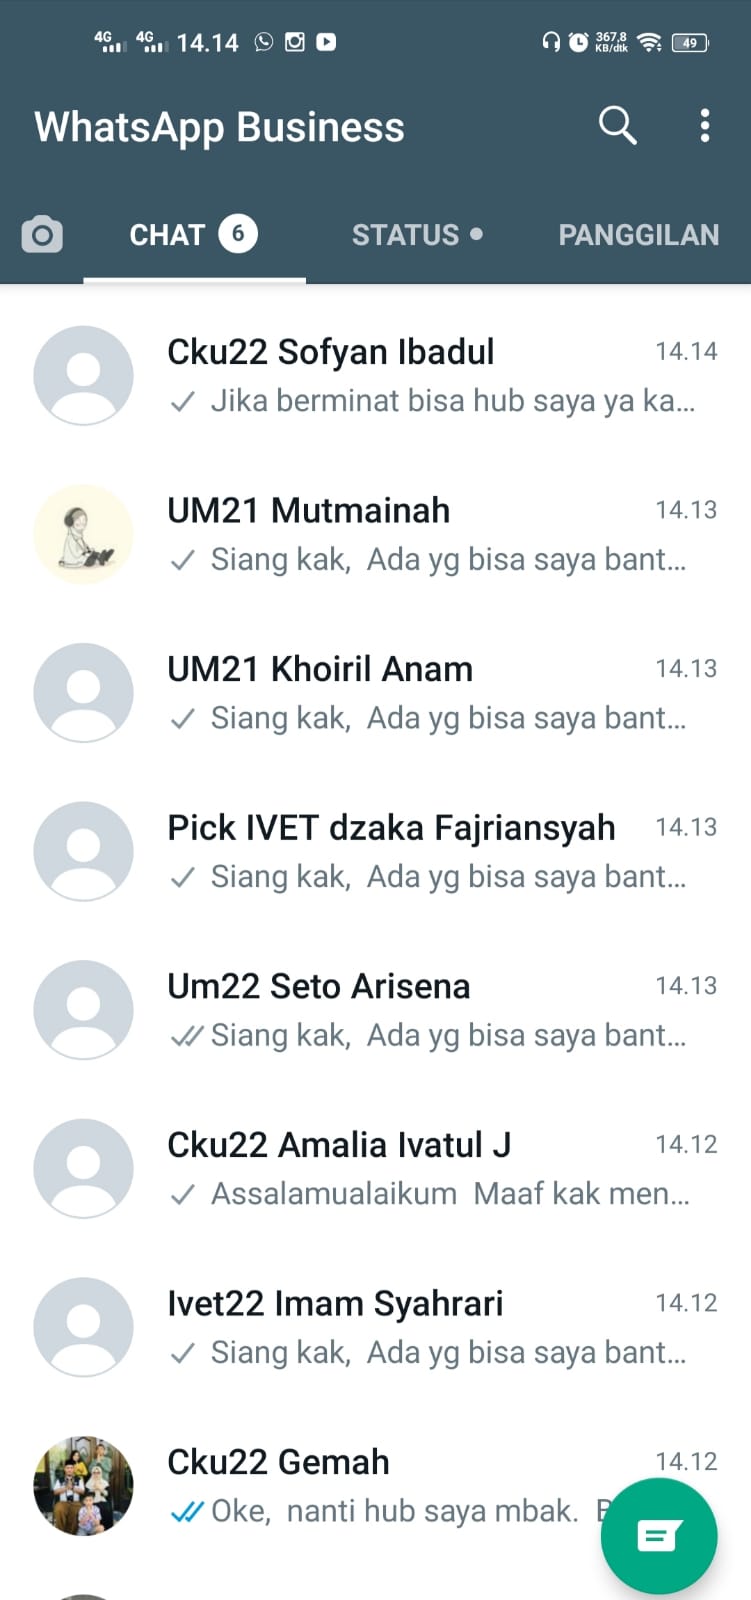 4G 4G 14.14 367,8 KB/dtk 49
WhatsApp Business
CHAT 6 STATUS PANGGILAN
Cku22 Sofyan Ibadul 14.14
Jika berminat bisa hub saya ya ka...
UM21 Mutmainah 14.13
Siang kak, Ada yg bisa saya bant...
UM21 Khoiril Anam 14.13
Siang kak, Ada yg bisa saya bant...
Pick IVET dzaka Fajriansyah 14.13
Siang kak, Ada yg bisa saya bant...
Um22 Seto Arisena 14.13
Siang kak, Ada yg bisa saya bant...
Cku22 Amalia Ivatul J 14.12
Assalamualaikum Maaf kak men...
Ivet22 Imam Syahrari 14.12
Siang kak, Ada yg bisa saya bant...
Cku22 Gemah 14.12
Oke, nanti hub saya mbak.